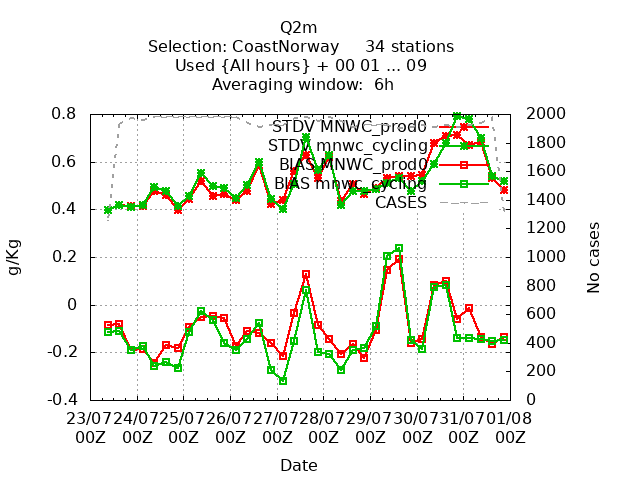 Q2m
Selection: CoastNorway 34 stations
Used {All hours} + 00 01 ... 09
Averaging window: 6h
STDV MNWC_prod0
STDV mnwc_cycling
BIAS MNWC_prod0
BIAS mnwc_cycling
CASES
g/Kg
0.8
0.6
0.4
0.2
0
-0.2
-0.4
No cases
2000
1800
1600
1400
1200
1000
800
600
400
200
0
23/07 24/07 25/07 26/07 27/07 28/07 29/07 30/07 31/07 01/08
00Z 00Z 00Z 00Z 00Z 00Z 00Z 00Z 00Z 00Z
Date